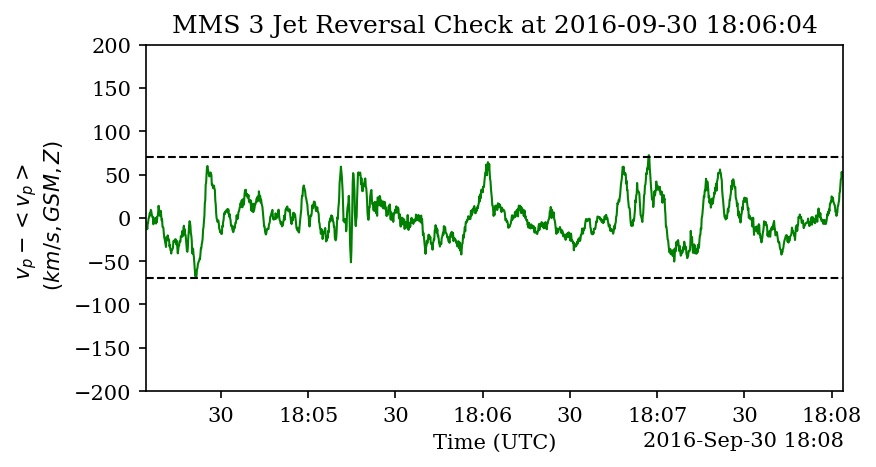 MMS 3 Jet Reversal Check at 2016-09-30 18:06:04
v_p − < v_p >
(km/s, GSM, Z)
200
150
100
50
0
−50
−100
−150
−200
30 18:05 30 18:06 30 18:07 30 18:08
Time (UTC) 2016-Sep-30 18:08